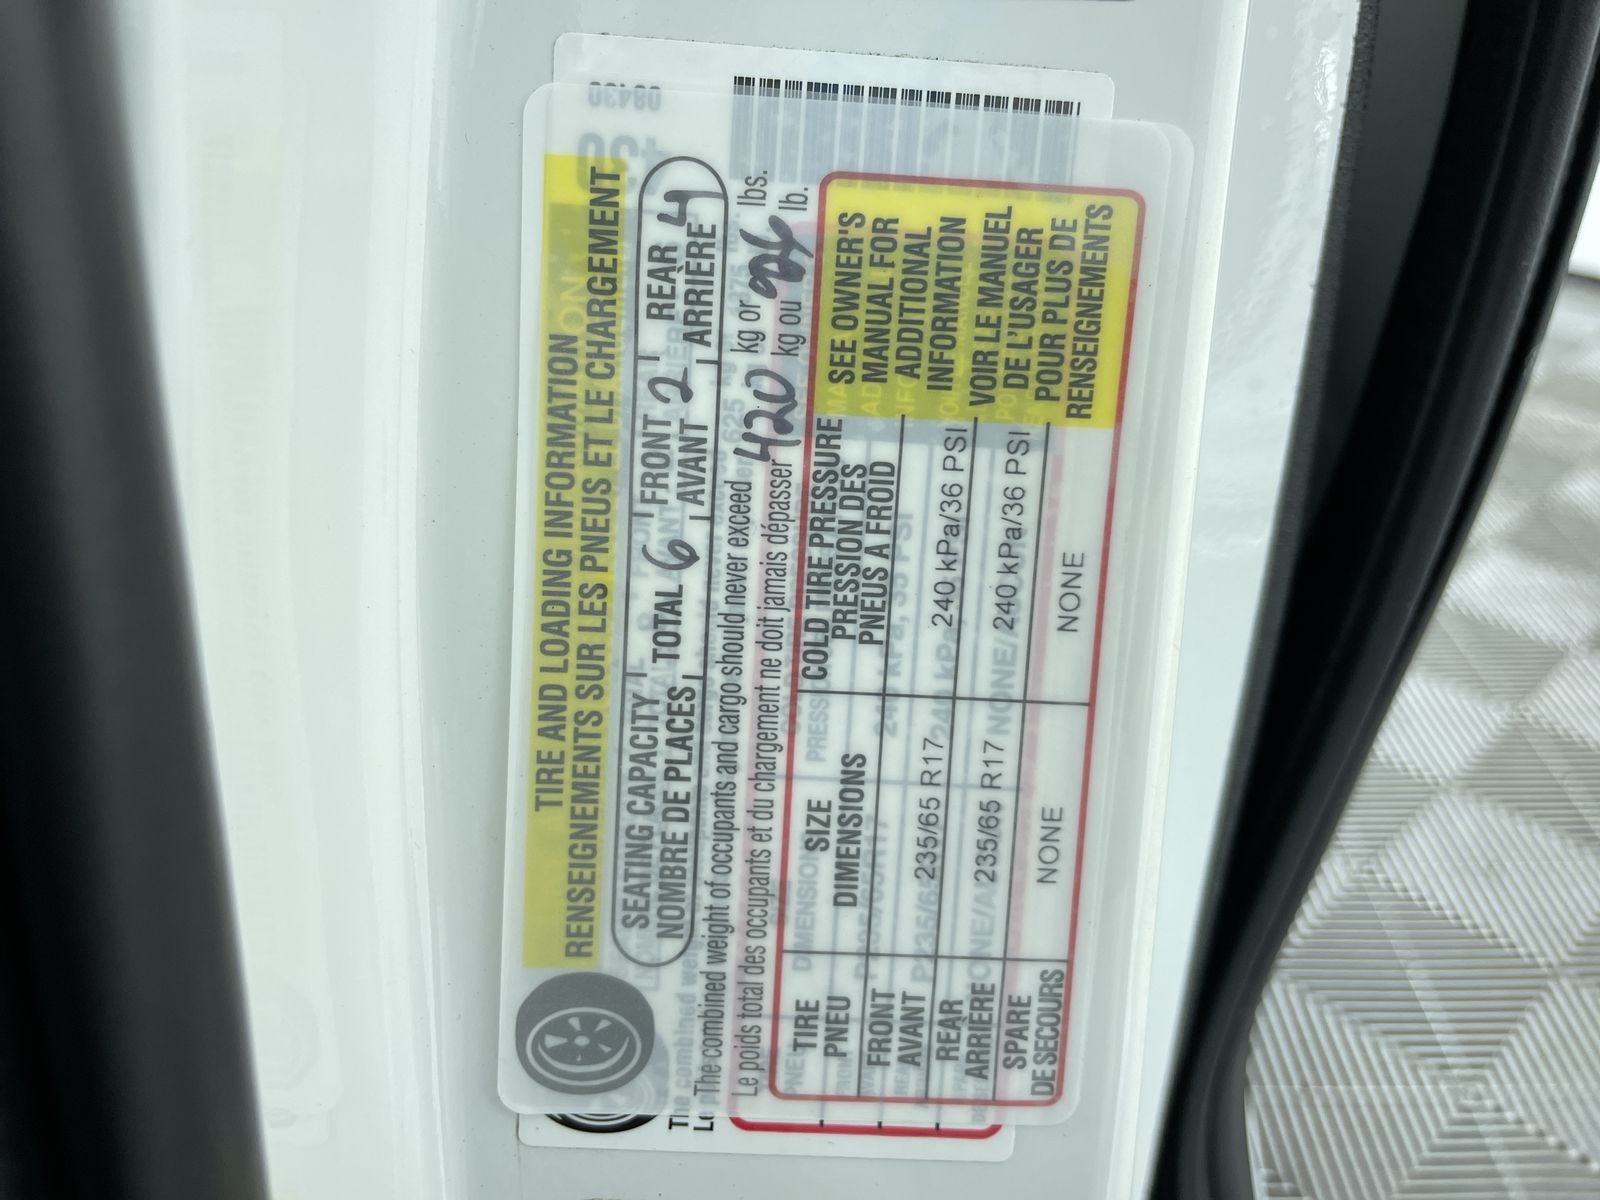 TIRE AND LOADING INFORMATION
RENSEIGNEMENTS SUR LES PNEUS ET LE CHARGEMENT
SEATING CAPACITY TOTAL 6 FRONT 2 REAR 4
NOMBRE DE PLACES AVANT ARRIÈRE
The combined weight of occupants and cargo should never exceed 420 kg or lbs.
Le poids total des occupants et du chargement ne doit jamais dépasser kg ou lb.
TIRE SIZE COLD TIRE PRESSURE
PNEU DIMENSIONS PRESSION DES
PNEUS A FROID
FRONT
AVANT 235/65 R17 240 kPa/36 PSI
REAR
ARRIÈRE 235/65 R17 240 kPa/36 PSI
SPARE
DE SECOURS NONE NONE
SEE OWNER'S
MANUAL FOR
ADDITIONAL
INFORMATION
VOIR LE MANUEL
DE L'USAGER
POUR PLUS DE
RENSEIGNEMENTS
08430